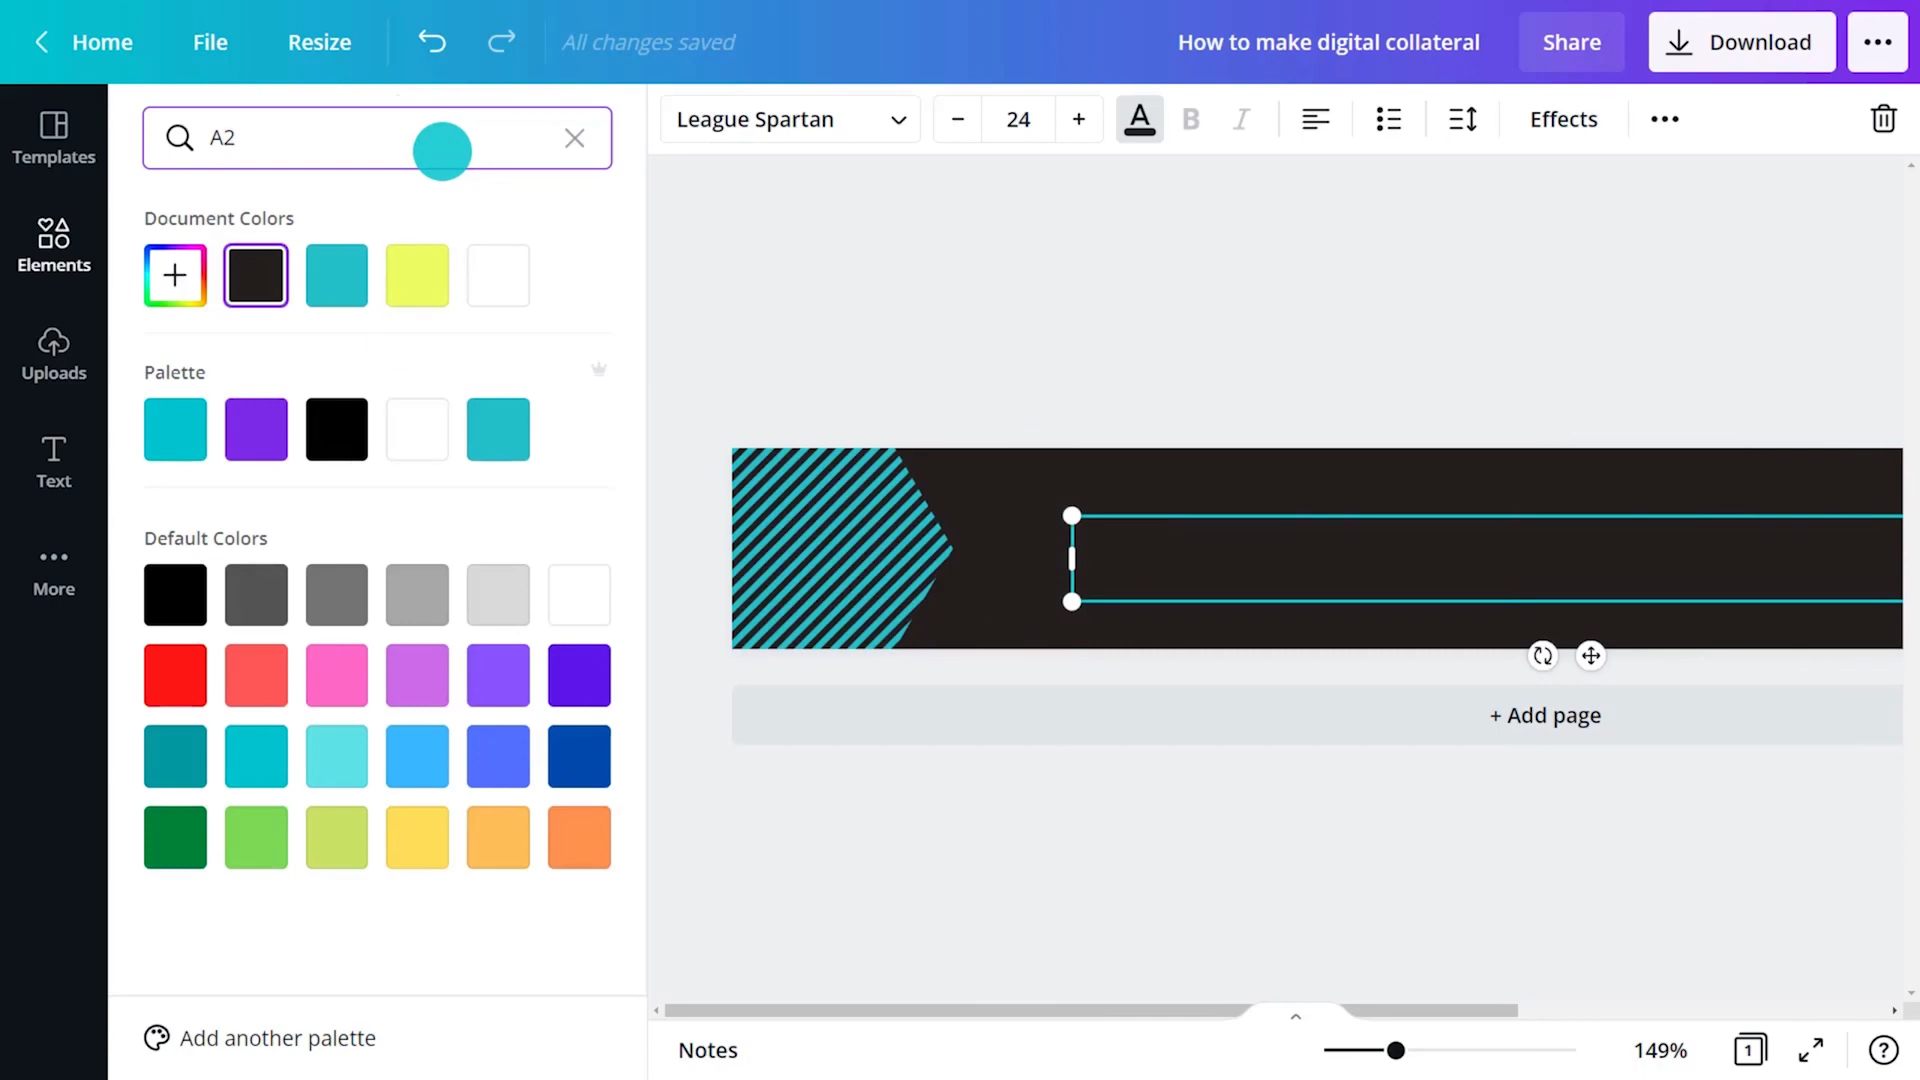 Home
File
Resize
All changes saved
How to make digital collateral
Share
Download
Templates
Elements
Uploads
Text
More
A2
Document Colors
Palette
Default Colors
Add another palette
League Spartan
24
A
B
I
Effects
+ Add page
Notes
149%
1
?